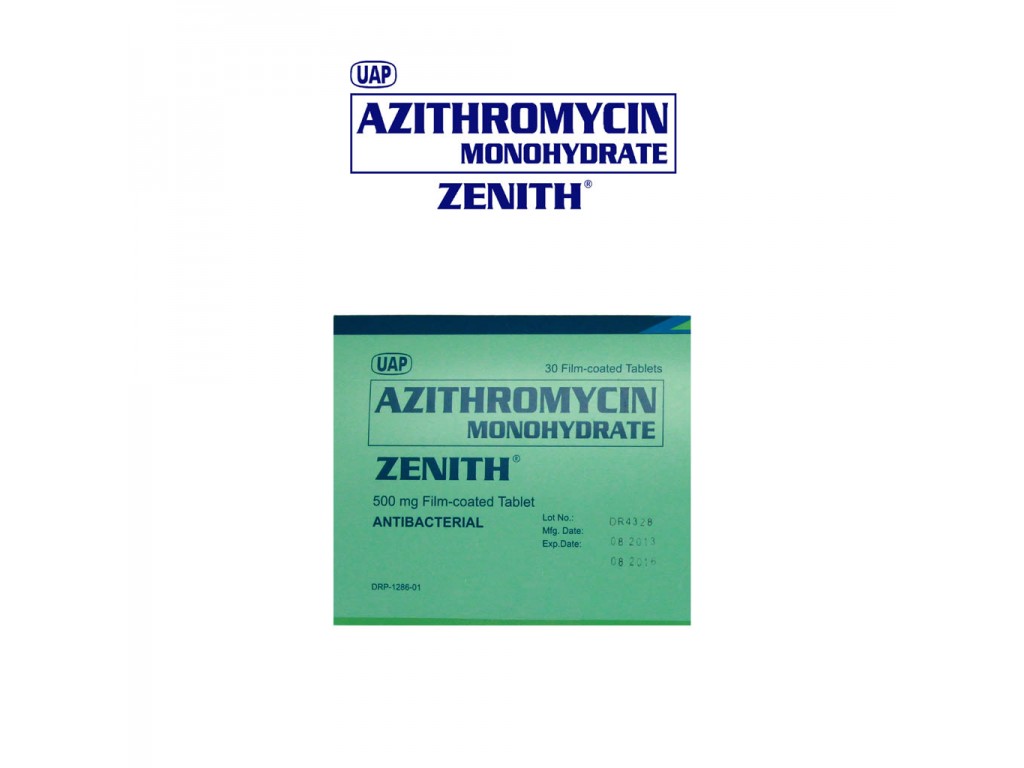 UAP
AZITHROMYCIN
MONOHYDRATE
ZENITH®
UAP
30 Film-coated Tablets
AZITHROMYCIN
MONOHYDRATE
ZENITH®
500 mg Film-coated Tablet
ANTIBACTERIAL
Lot No.: DR4328
Mfg. Date: 08 2013
Exp.Date: 08 2016
DRP-1286-01